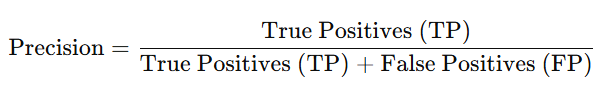 Precision = True Positives (TP) / True Positives (TP) + False Positives (FP)